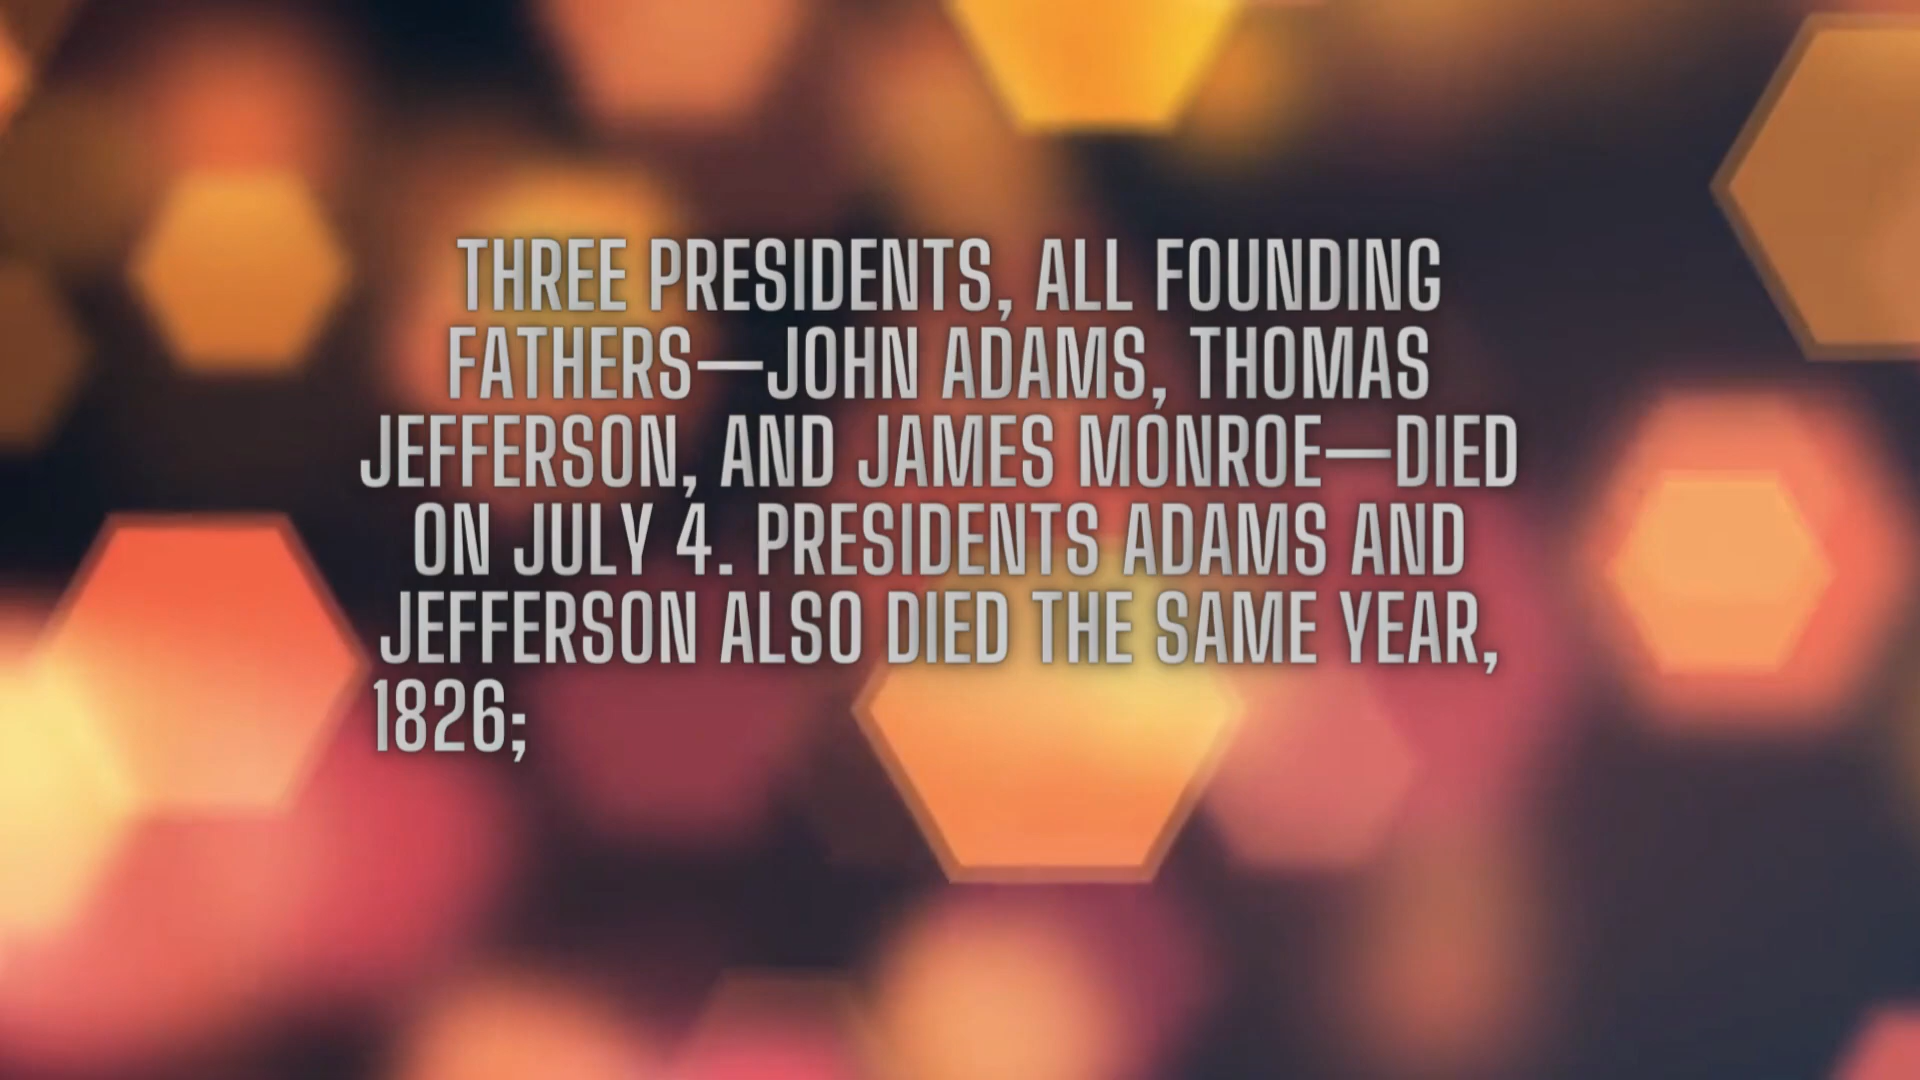 THREE PRESIDENTS, ALL FOUNDING
FATHERS—JOHN ADAMS, THOMAS
JEFFERSON, AND JAMES MONROE—DIED
ON JULY 4. PRESIDENTS ADAMS AND
JEFFERSON ALSO DIED THE SAME YEAR,
1826;